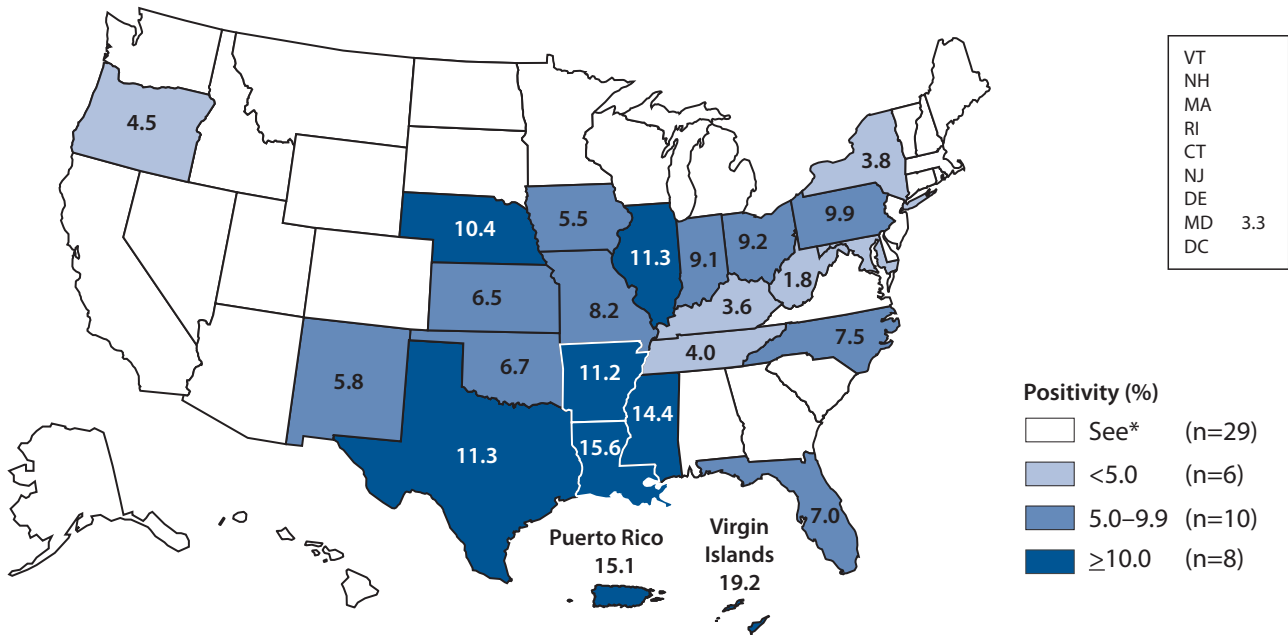 VT
NH
MA
RI
CT
NJ
DE
MD 3.3
DC
4.5
3.8
10.4
5.5
9.9
11.3
9.1
9.2
1.8
6.5
8.2
3.6
7.5
5.8
6.7
11.2
4.0
14.4
11.3
15.6
7.0
Puerto Rico
15.1
Virgin
Islands
19.2
Positivity (%)
See* (n=29)
<5.0 (n=6)
5.0–9.9 (n=10)
≥10.0 (n=8)